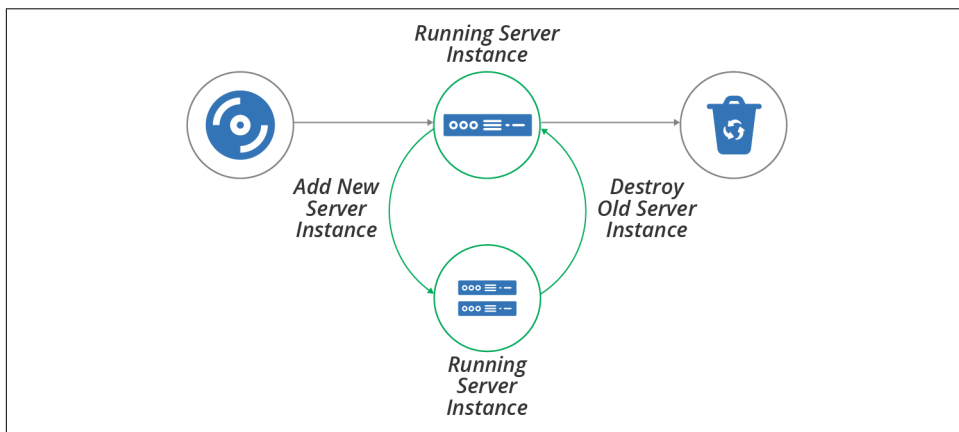 Running Server
Instance
Add New
Server
Instance
Destroy
Old Server
Instance
Running
Server
Instance